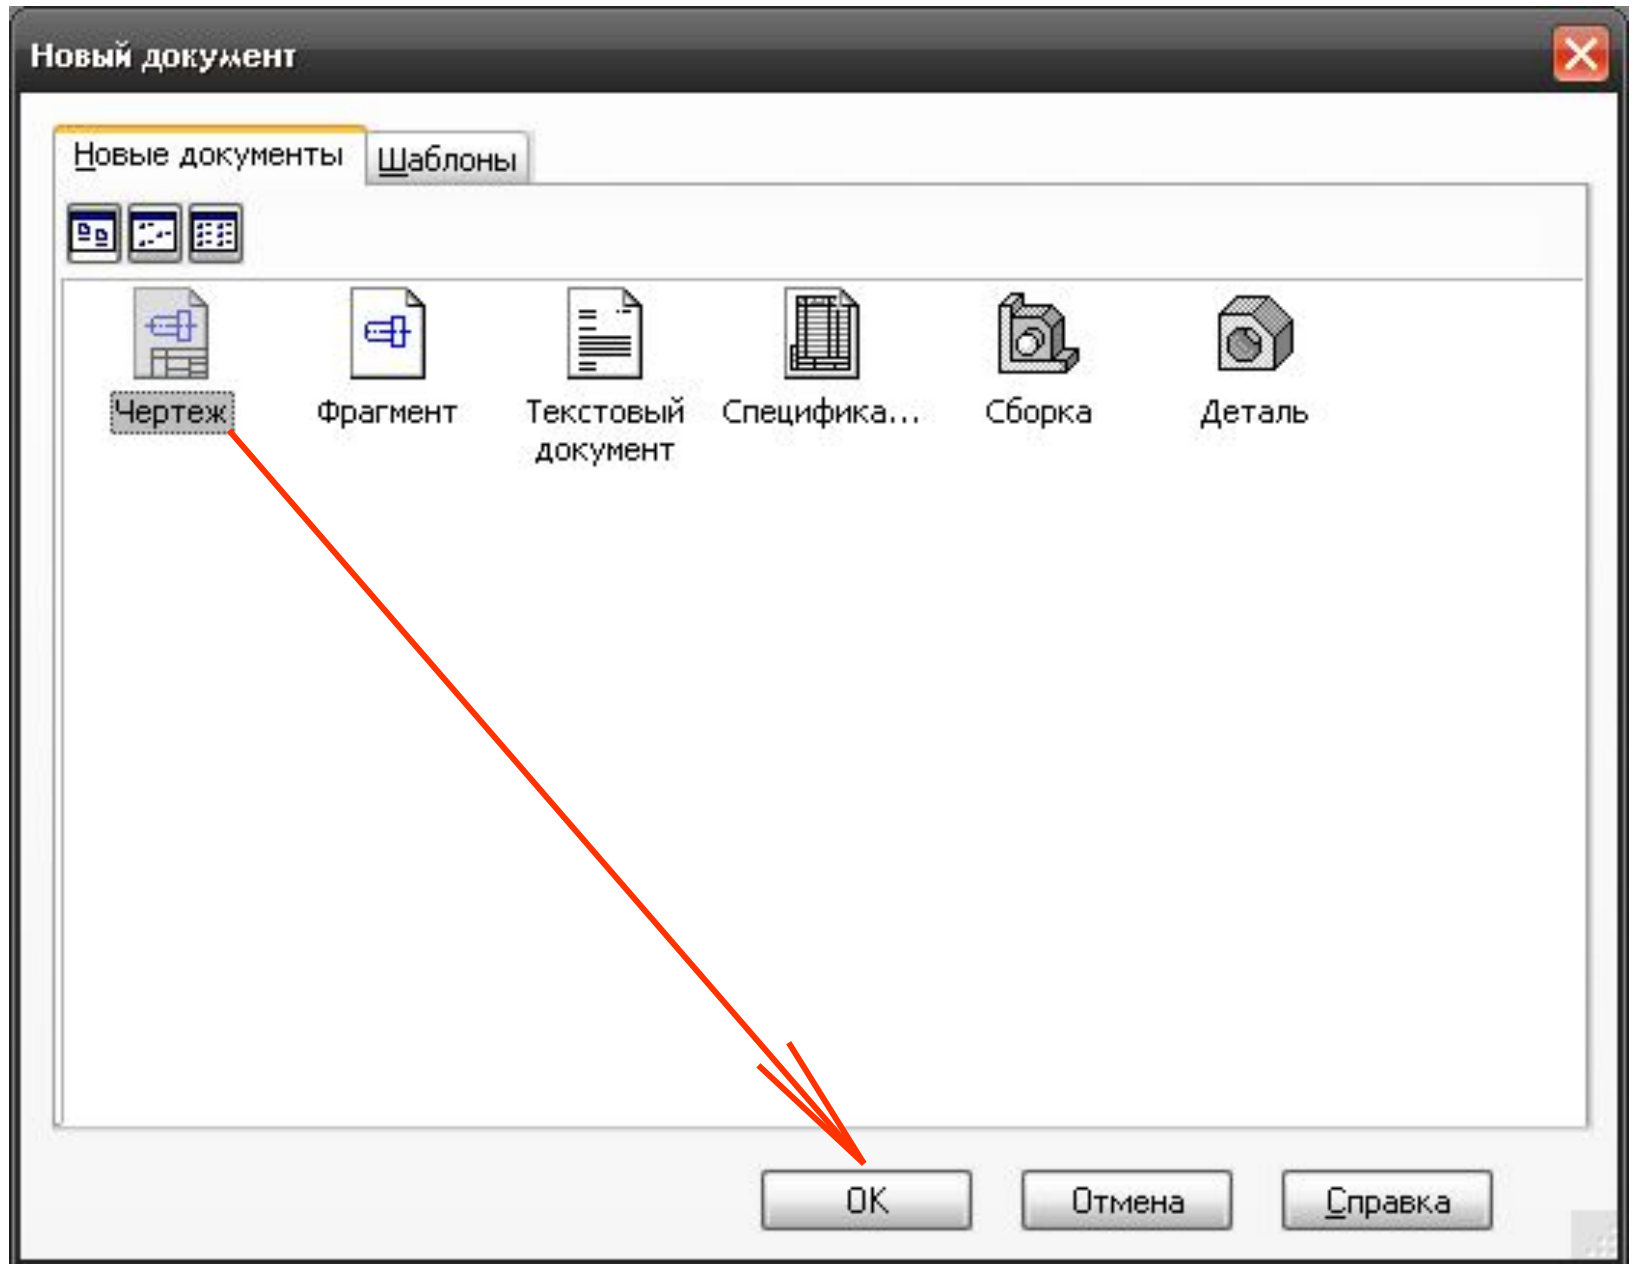 Новый документ
Новые документы Шаблоны
Чертеж Фрагмент Текстовый документ Специфика... Сборка Деталь
OK Отмена Справка